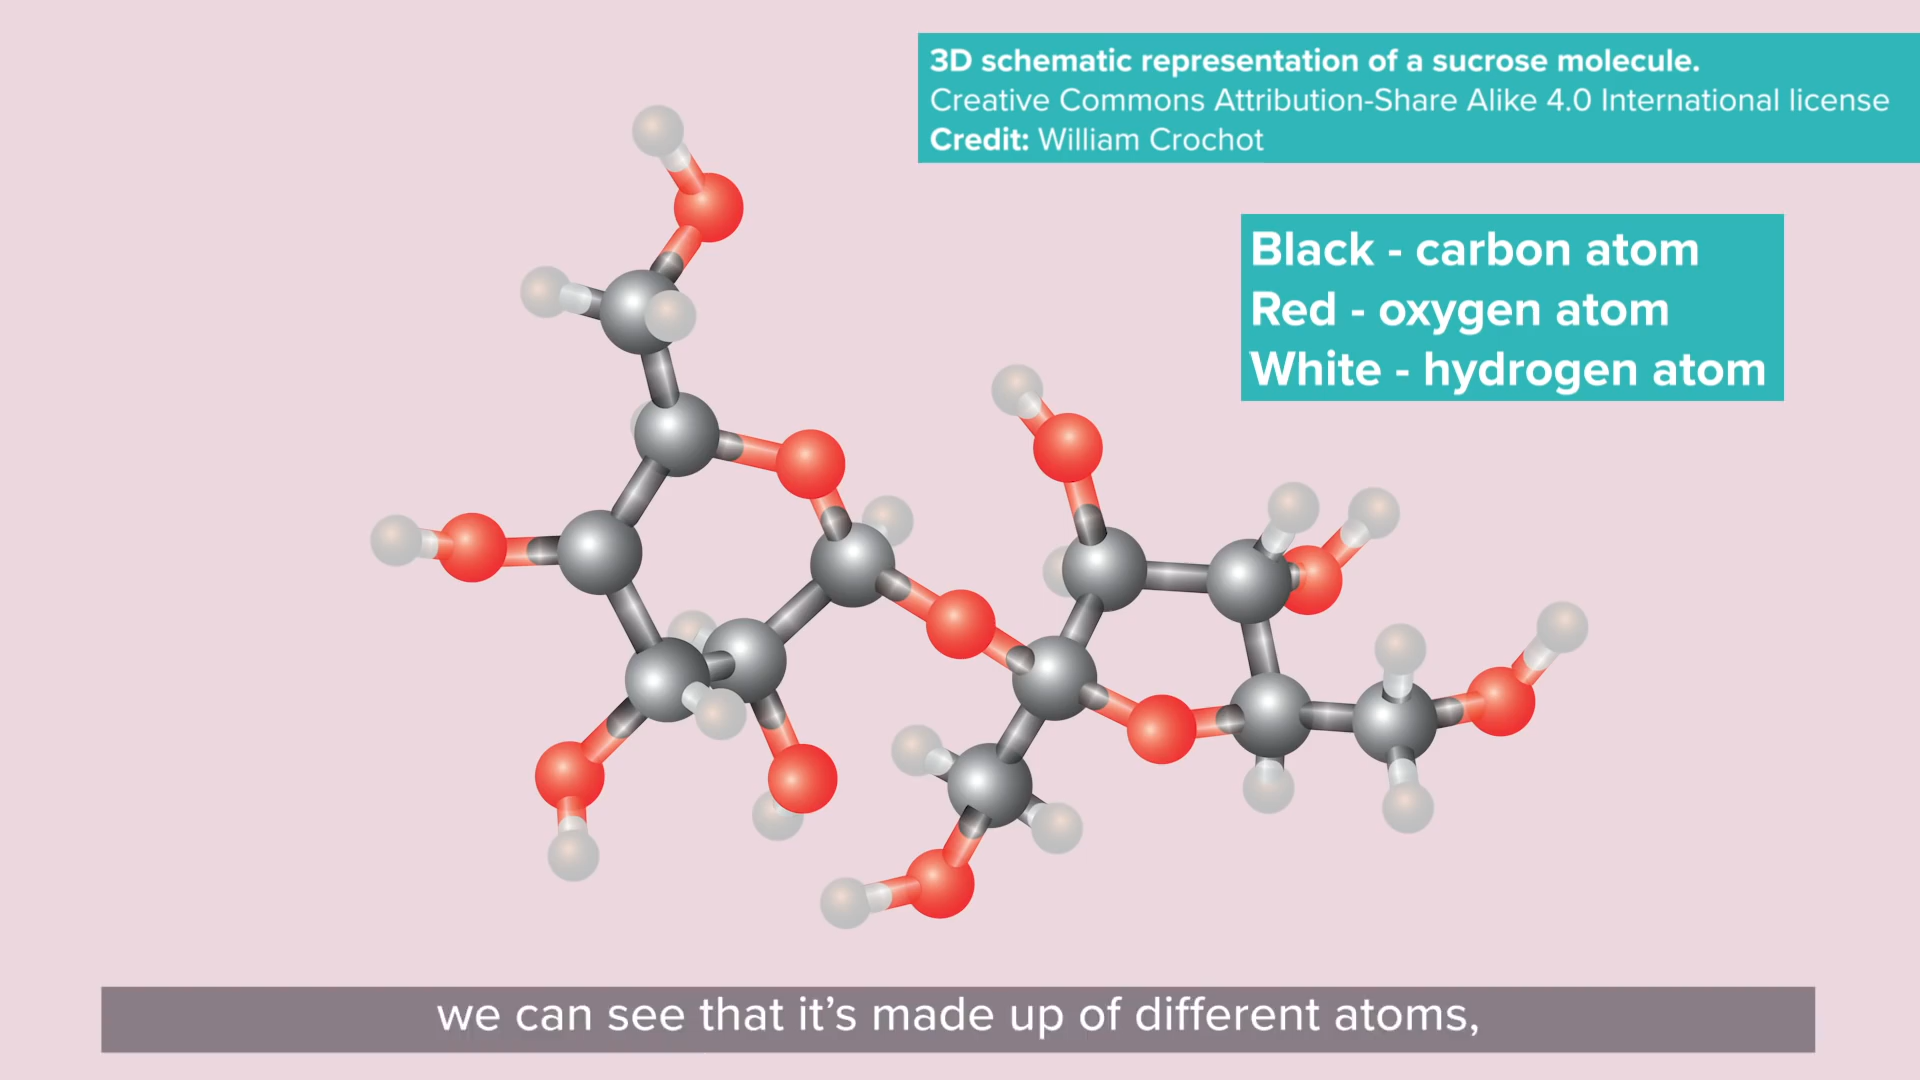 3D schematic representation of a sucrose molecule.
Creative Commons Attribution-Share Alike 4.0 International license
Credit: William Crochot
Black - carbon atom
Red - oxygen atom
White - hydrogen atom
we can see that it’s made up of different atoms,